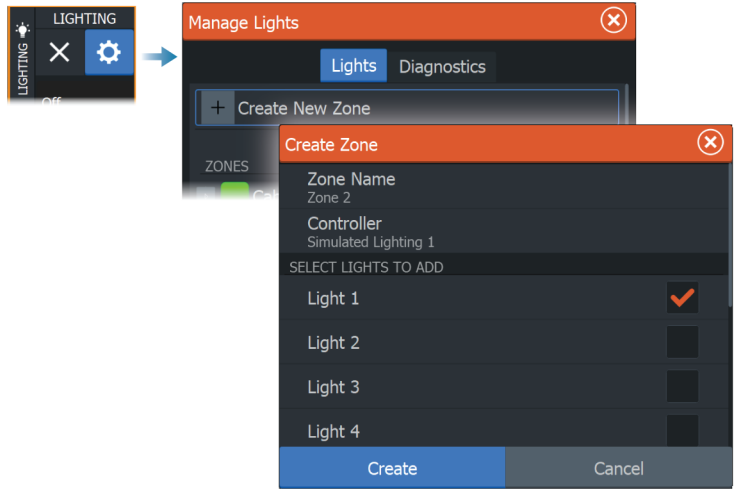 LIGHTING
LIGHTING
Off
Manage Lights
Lights
Diagnostics
+ Create New Zone
ZONES
Create Zone
Zone Name
Zone 2
Controller
Simulated Lighting 1
SELECT LIGHTS TO ADD
Light 1
Light 2
Light 3
Light 4
Create
Cancel